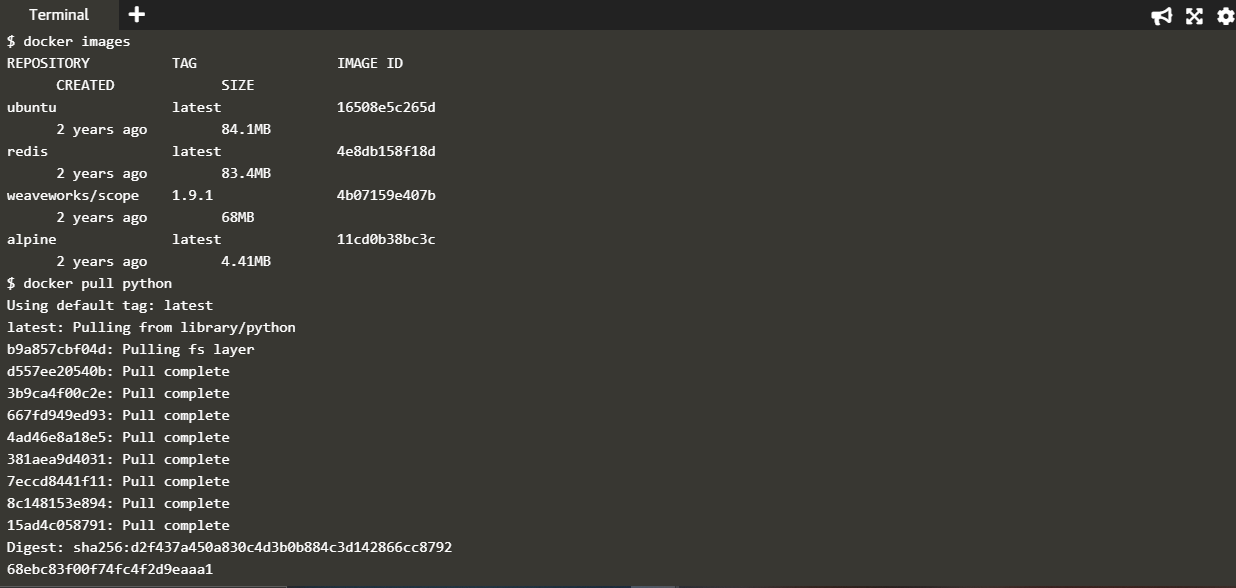 Terminal
$ docker images
REPOSITORY TAG IMAGE ID
CREATED SIZE
ubuntu latest 16508e5c265d
2 years ago 84.1MB
redis latest 4e8db158f18d
2 years ago 83.4MB
weaveworks/scope 1.9.1 4b07159e407b
2 years ago 68MB
alpine latest 11cd0b38bc3c
2 years ago 4.41MB
$ docker pull python
Using default tag: latest
latest: Pulling from library/python
b9a857cbf04d: Pulling fs layer
d557ee20540b: Pull complete
3b9ca4f00c2e: Pull complete
667fd949ed93: Pull complete
4ad46e8a18e5: Pull complete
381aea9d4031: Pull complete
7eccd8441f11: Pull complete
8c148153e894: Pull complete
15ad4c058791: Pull complete
Digest: sha256:d2f437a450a830c4d3b0b884c3d142866cc8792
68ebc83f00f74fc4f2d9eaaa1